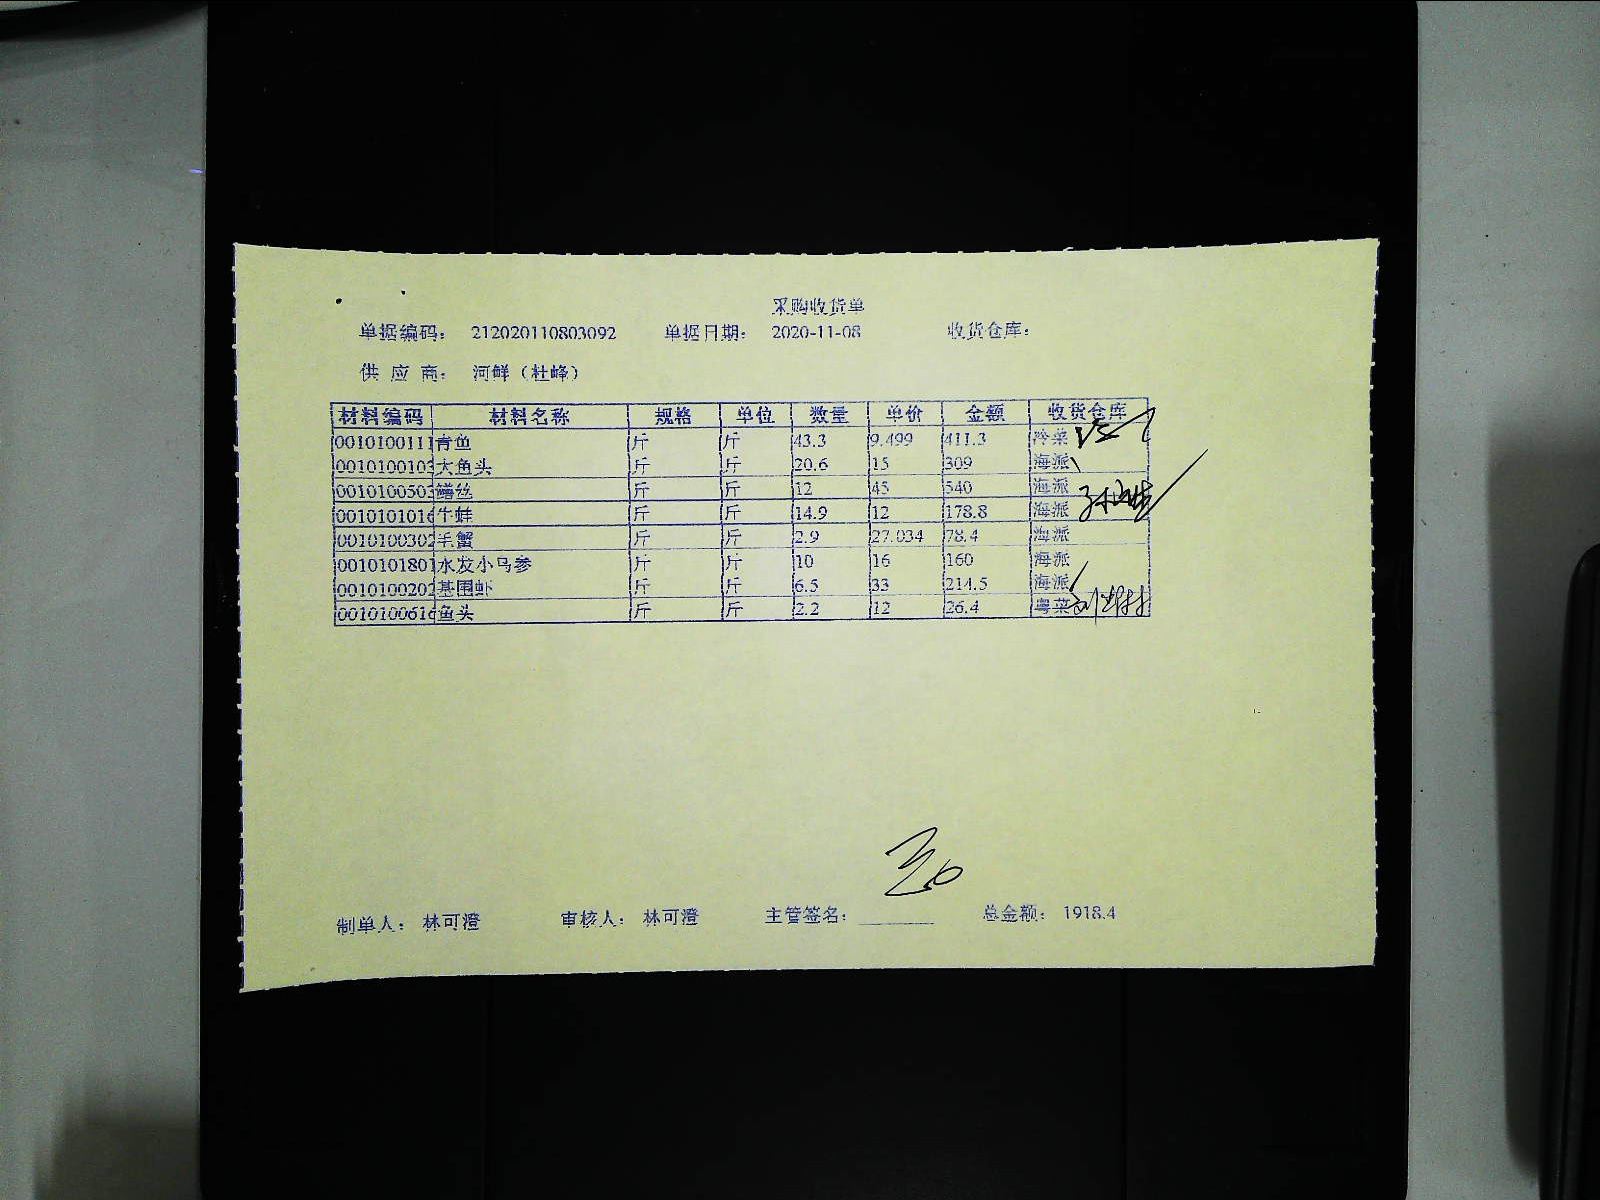 采购收货单
单据编码： 212020110803092 单据日期： 2020-11-08 收货仓库：
供 应 商： 河鲜（杜峰）
材料编码 材料名称 规格 单位 数量 单价 金额 收货仓库
0010100111 青鱼 斤 斤 43.3 9.499 411.3 冷菜
0010100103 大鱼头 斤 斤 20.6 15 309 海派
0010100503 鳝丝 斤 斤 12 45 540 海派
0010101016 牛蛙 斤 斤 14.9 12 178.8 海派
0010100302 毛蟹 斤 斤 2.9 27.034 78.4 海派
0010101801 水发小乌参 斤 斤 10 16 160 海派
0010100202 基围虾 斤 斤 6.5 33 214.5 海派
0010100616 鱼头 斤 斤 2.2 12 26.4 粤菜
制单人： 林可澄 审核人： 林可澄 主管签名： 总金额： 1918.4